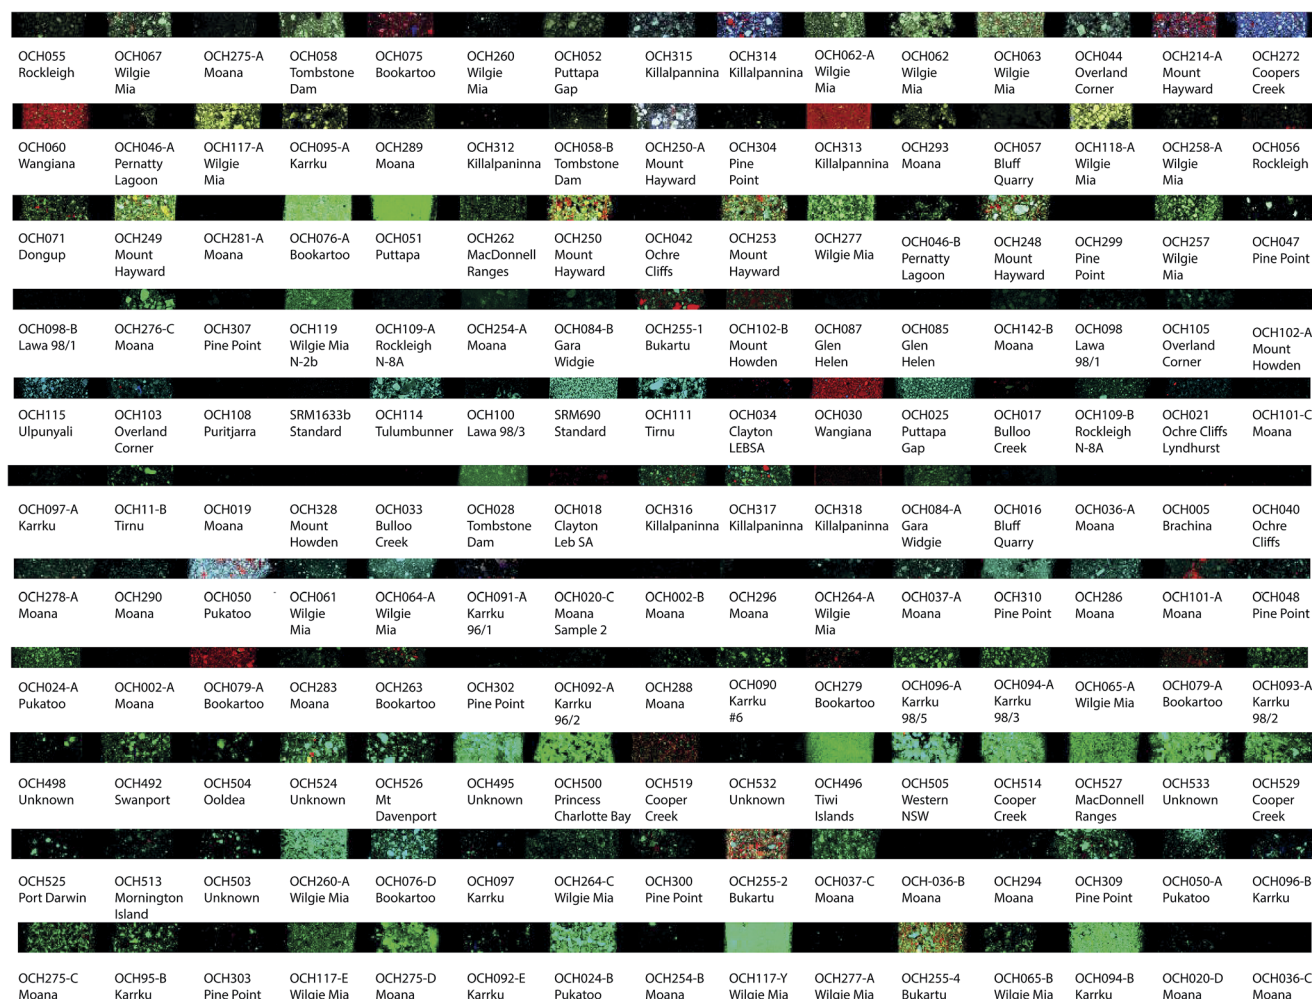 OCH055 OCH067 OCH275-A OCH058 OCH075 OCH260 OCH052 OCH315 OCH314 OCH062-A OCH062 OCH063 OCH044 OCH214-A OCH272
Rockleigh Wilgie Moana Tombstone Bookartoo Wilgie Puttapa Killalpannina Killalpannina Wilgie Wilgie Wilgie Overland Mount Coopers
Mia Dam Mia Gap Mia Mia Mia Corner Hayward Creek
OCH060 OCH046-A OCH117-A OCH095-A OCH289 OCH312 OCH058-B OCH250-A OCH304 OCH313 OCH293 OCH057 OCH118-A OCH258-A OCH056
Wangiana Pernatty Wilgie Karrku Moana Killalpaninna Tombstone Mount Pine Killalpannina Moana Bluff Wilgie Wilgie Rockleigh
Lagoon Mia Dam Hayward Point Quarry Mia Mia
OCH071 OCH249 OCH281-A OCH076-A OCH051 OCH262 OCH250 OCH042 OCH253 OCH277 OCH046-B OCH248 OCH299 OCH257 OCH047
Dongup Mount Moana Bookartoo Puttapa MacDonnell Mount Ochre Mount Wilgie Mia Pernatty Mount Pine Wilgie Pine Point
Hayward Ranges Hayward Cliffs Hayward Lagoon Hayward Point Mia
OCH098-B OCH276-C OCH307 OCH119 OCH109-A OCH254-A OCH084-B OCH255-1 OCH102-B OCH087 OCH085 OCH142-B OCH098 OCH105 OCH102-A
Lawa 98/1 Moana Pine Point Wilgie Mia Rockleigh Moana Gara Bukartu Mount Glen Glen Moana Lawa Overland Mount
N-2b N-8A Widgie Howden Helen Helen 98/1 Corner Howden
OCH115 OCH103 OCH108 SRM1633b OCH114 OCH100 SRM690 OCH111 OCH034 OCH030 OCH025 OCH017 OCH109-B OCH021 OCH101-C
Ulpunyali Overland Puritjarra Standard Tulumbunner Lawa 98/3 Standard Tirnu Clayton Wangiana Puttapa Bulloo Rockleigh Ochre Cliffs Moana
Corner LEBSA Gap Creek N-8A Lyndhurst
OCH097-A OCH11-B OCH019 OCH328 OCH033 OCH028 OCH018 OCH316 OCH317 OCH318 OCH084-A OCH016 OCH036-A OCH005 OCH040
Karrku Tirnu Moana Mount Bulloo Tombstone Clayton Killalpaninna Killalpaninna Killalpaninna Gara Bluff Moana Brachina Ochre
Howden Creek Dam Leb SA Widgie Quarry Cliffs
OCH278-A OCH290 OCH050 OCH061 OCH064-A OCH091-A OCH020-C OCH002-B OCH296 OCH264-A OCH037-A OCH310 OCH286 OCH101-A OCH048
Moana Moana Pukatoo Wilgie Wilgie Karrku Moana Moana Moana Wilgie Moana Pine Point Moana Moana Pine Point
Mia Mia 96/1 Sample 2 Mia
OCH024-A OCH002-A OCH079-A OCH283 OCH263 OCH302 OCH092-A OCH288 OCH090 OCH279 OCH096-A OCH094-A OCH065-A OCH079-A OCH093-A
Pukatoo Moana Bookartoo Moana Bookartoo Pine Point Karrku Moana Karrku Bookartoo Karrku Karrku Wilgie Mia Bookartoo Karrku
96/2 #6 98/5 98/3 98/2
OCH498 OCH492 OCH504 OCH524 OCH526 OCH495 OCH500 OCH519 OCH532 OCH496 OCH505 OCH514 OCH527 OCH533 OCH529
Unknown Swanport Ooldea Unknown Mt Unknown Princess Cooper Unknown Tiwi Western Cooper MacDonnell Unknown Cooper
Davenport Charlotte Bay Creek Islands NSW Creek Ranges Creek
OCH525 OCH513 OCH503 OCH260-A OCH076-D OCH097 OCH264-C OCH300 OCH255-2 OCH037-C OCH-036-B OCH294 OCH309 OCH050-A OCH096-B
Port Darwin Mornington Unknown Wilgie Mia Bookartoo Karrku Wilgie Mia Pine Point Bukartu Moana Moana Moana Pine Point Pukatoo Karrku
Island
OCH275-C OCH95-B OCH303 OCH117-E OCH275-D OCH092-E OCH024-B OCH254-B OCH117-Y OCH277-A OCH255-4 OCH065-B OCH094-B OCH020-D OCH036-C
Moana Karrku Pine Point Wilgie Mia Moana Karrku Pukatoo Moana Wilgie Mia Wilgie Mia Bukartu Wilgie Mia Karrku Moana Moana